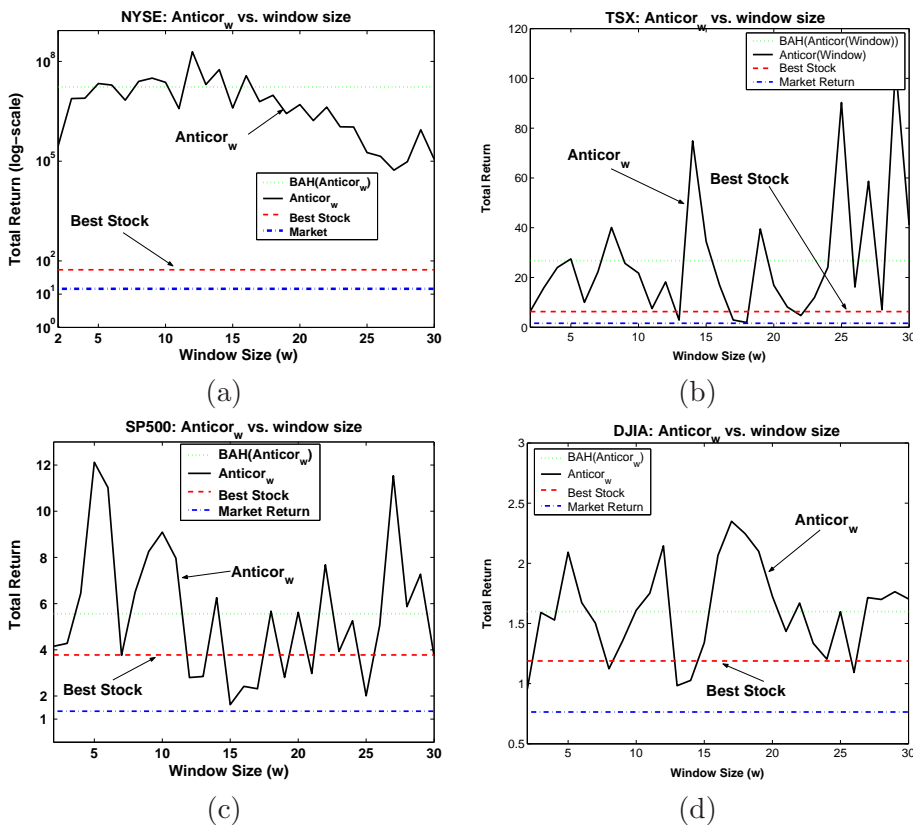 NYSE: Anticor_w vs. window size
Total Return (log−scale)
10^8
10^5
10^2
10^1
10^0
Anticor_w
BAH(Anticor_w)
Anticor_w
Best Stock
Market
Best Stock
2 5 10 15 20 25 30
Window Size (w)
(a)
TSX: Anticor_w vs. window size
Total Return
120
100
80
60
40
20
0
BAH(Anticor(Window))
Anticor(Window)
Best Stock
Market Return
Anticor_w
Best Stock
5 10 15 20 25 30
Window Size (w)
(b)
SP500: Anticor_w vs. window size
Total Return
12
10
8
6
4
2
1
BAH(Anticor_w)
Anticor_w
Best Stock
Market Return
Anticor_w
Best Stock
5 10 15 20 25 30
Window Size (w)
(c)
DJIA: Anticor_w vs. window size
Total Return
3
2.5
2
1.5
1
0.5
BAH(Anticor_w)
Anticor_w
Best Stock
Market Return
Anticor_w
Best Stock
5 10 15 20 25 30
Window Size (w)
(d)